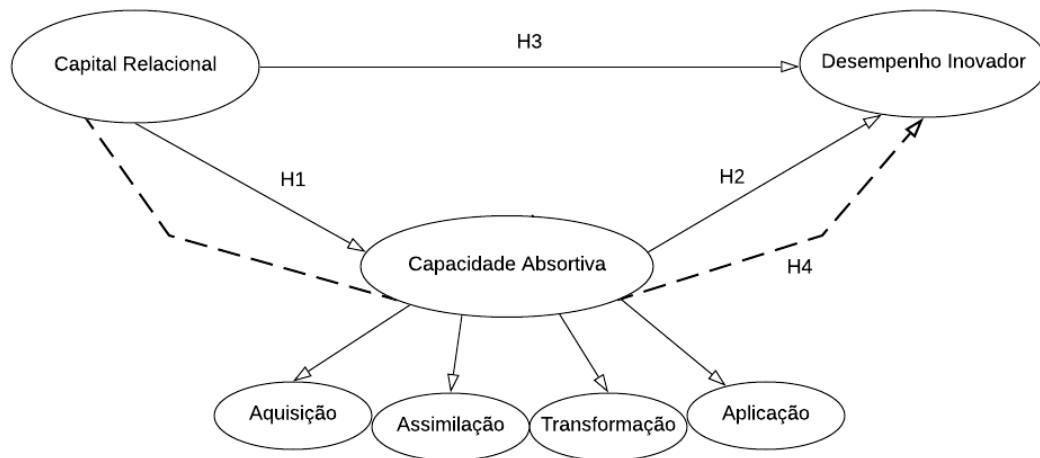 H3
Capital Relacional
Desempenho Inovador
H1
H2
Capacidade Absortiva
H4
Aquisição
Assimilação
Transformação
Aplicação